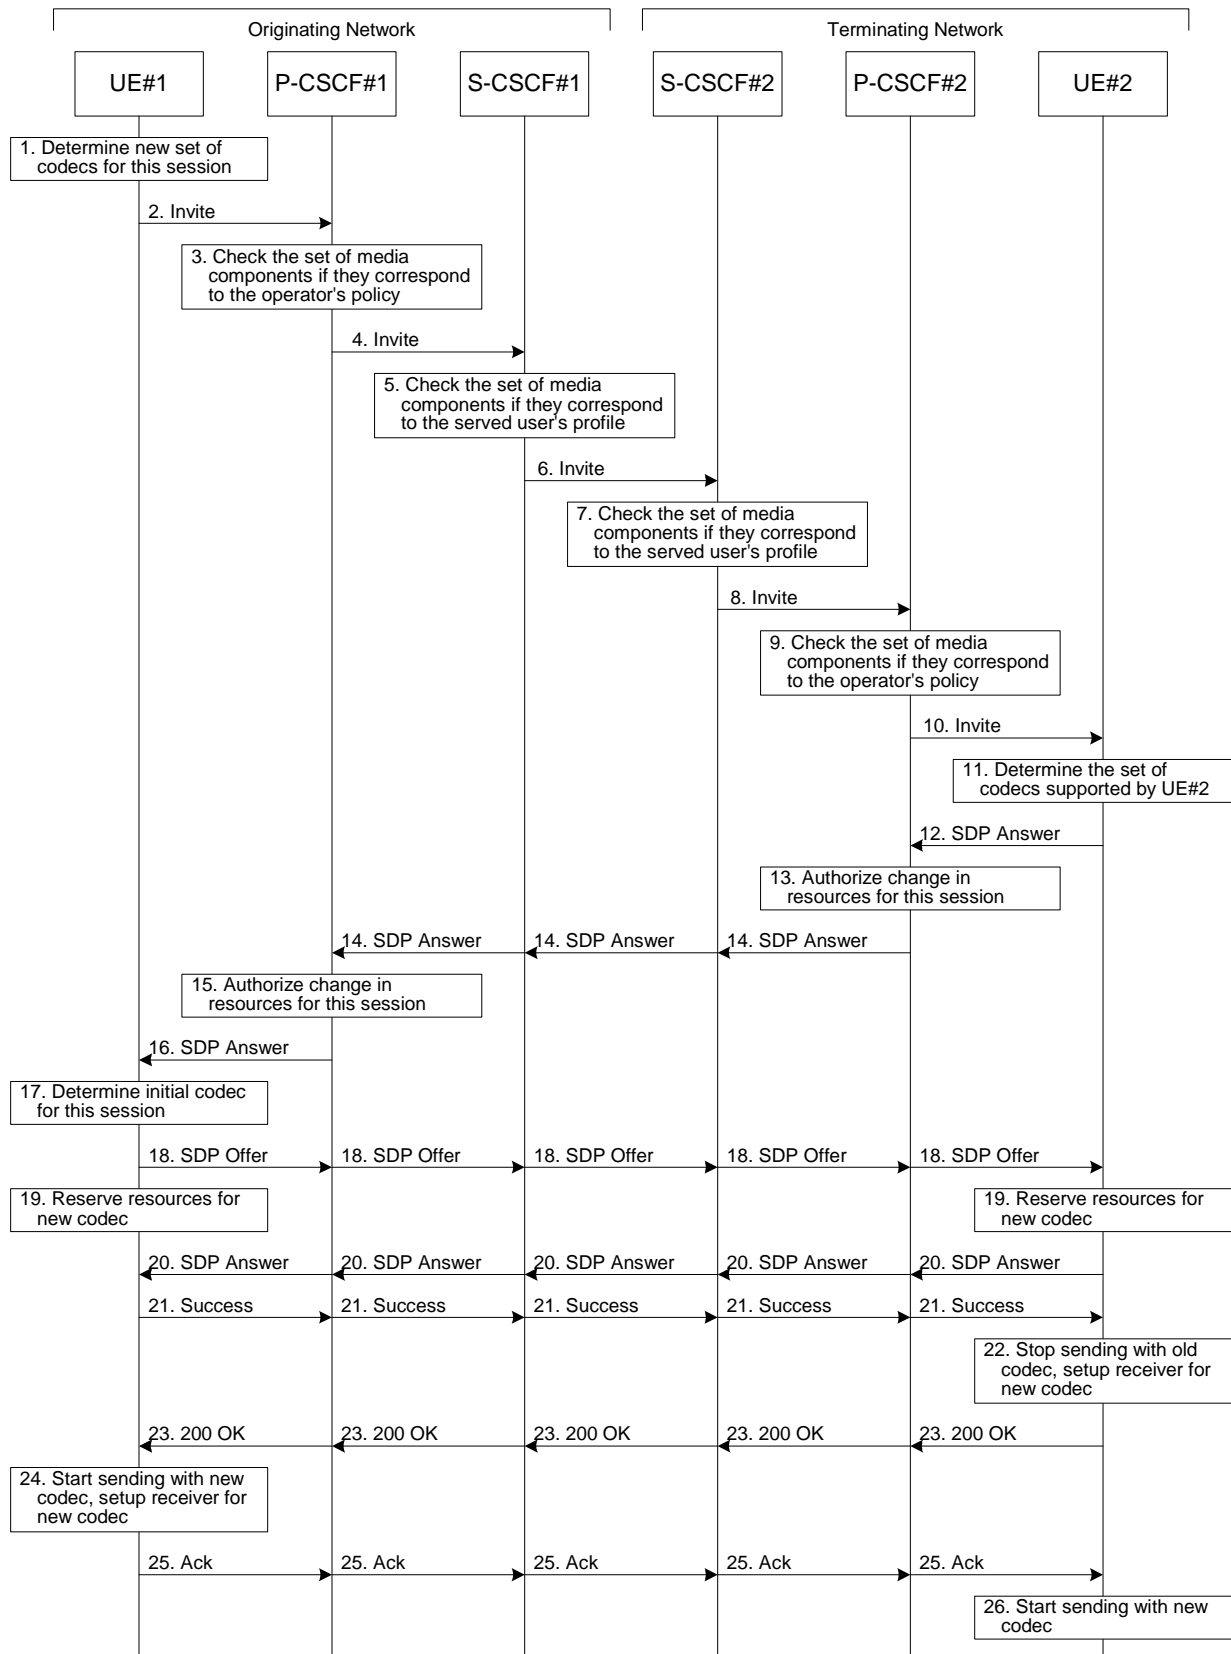 Originating Network
Terminating Network
UE#1
P-CSCF#1
S-CSCF#1
S-CSCF#2
P-CSCF#2
UE#2
1. Determine new set of
codecs for this session
2. Invite
3. Check the set of media
components if they correspond
to the operator's policy
4. Invite
5. Check the set of media
components if they correspond
to the served user's profile
6. Invite
7. Check the set of media
components if they correspond
to the served user's profile
8. Invite
9. Check the set of media
components if they correspond
to the operator's policy
10. Invite
11. Determine the set of
codecs supported by UE#2
12. SDP Answer
13. Authorize change in
resources for this session
14. SDP Answer
14. SDP Answer
14. SDP Answer
15. Authorize change in
resources for this session
16. SDP Answer
17. Determine initial codec
for this session
18. SDP Offer
18. SDP Offer
18. SDP Offer
18. SDP Offer
18. SDP Offer
19. Reserve resources for
new codec
19. Reserve resources for
new codec
20. SDP Answer
20. SDP Answer
20. SDP Answer
20. SDP Answer
20. SDP Answer
21. Success
21. Success
21. Success
21. Success
21. Success
22. Stop sending with old
codec, setup receiver for
new codec
23. 200 OK
23. 200 OK
23. 200 OK
23. 200 OK
23. 200 OK
24. Start sending with new
codec, setup receiver for
new codec
25. Ack
25. Ack
25. Ack
25. Ack
25. Ack
26. Start sending with new
codec